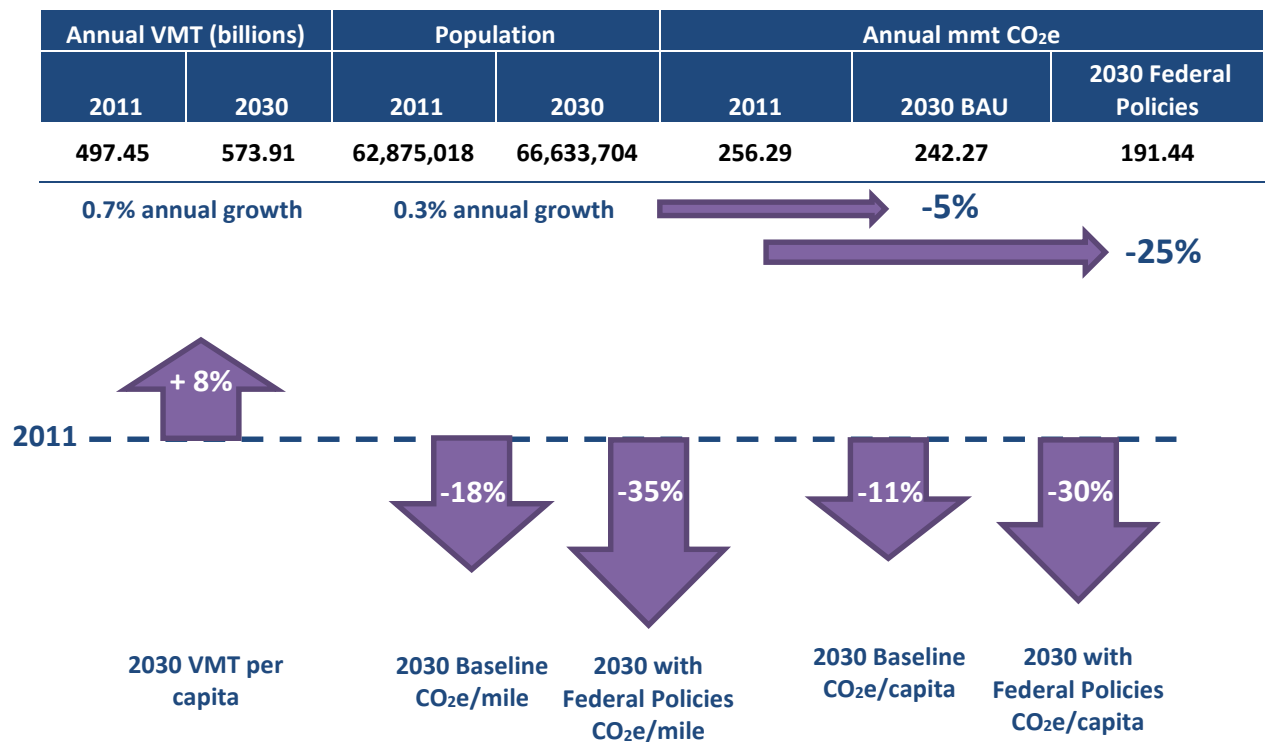 Annual VMT (billions) Population Annual mmt CO₂e
2011 2030 2011 2030 2011 2030 BAU 2030 Federal Policies
497.45 573.91 62,875,018 66,633,704 256.29 242.27 191.44
0.7% annual growth 0.3% annual growth -5%
-25%
+ 8%
2011
-18% -35% -11% -30%
2030 VMT per
capita
2030 Baseline
CO₂e/mile
2030 with
Federal Policies
CO₂e/mile
2030 Baseline
CO₂e/capita
2030 with
Federal Policies
CO₂e/capita